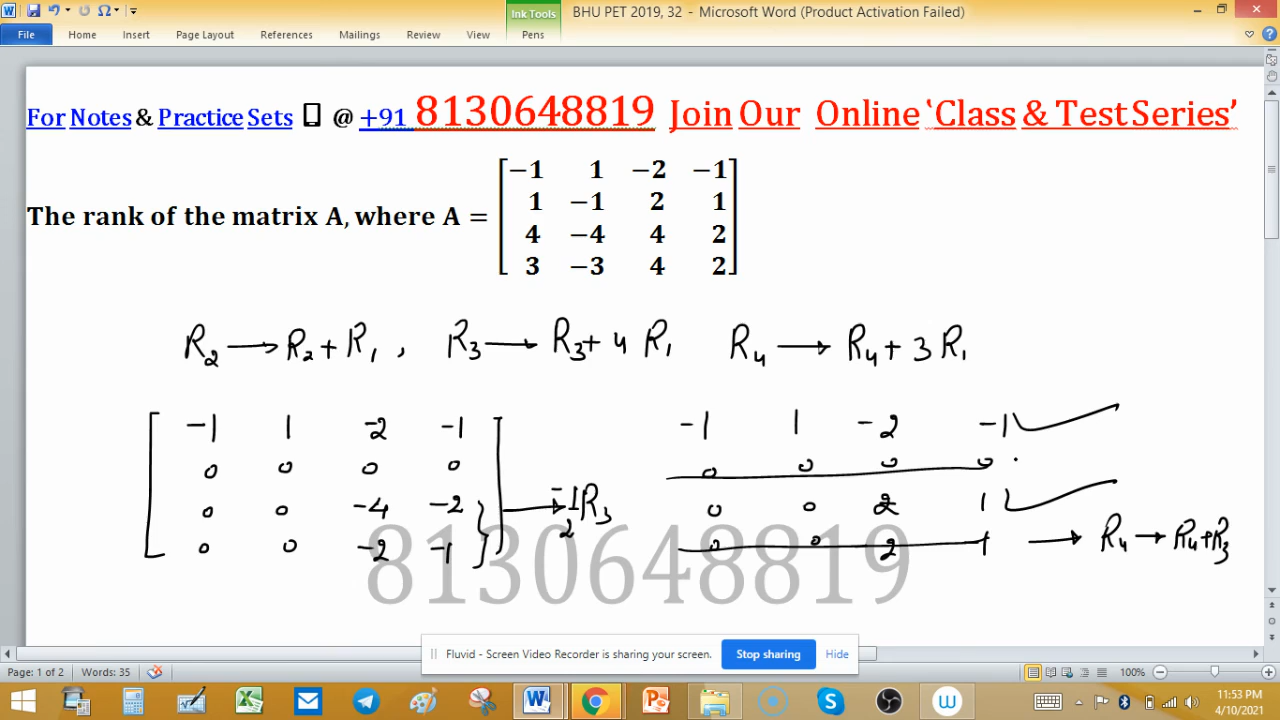 BHU PET 2019, 32 - Microsoft Word (Product Activation Failed)
Ink Tools
File Home Insert Page Layout References Mailings Review View Pens
For Notes & Practice Sets @ +91 8130648819 Join Our Online 'Class & Test Series'
The rank of the matrix A, where A =
−1 1 −2 −1
1 −1 2 1
4 −4 4 2
3 −3 4 2
R2 → R2 + R1 , R3 → R3 + 4 R1 R4 → R4 + 3 R1
-1 1 -2 -1
0 0 0 0
0 0 -4 -2
0 0 -2 -1
→ -1/2 R3
-1 1 -2 -1
0 0 0 0
0 0 2 1
0 0 2 1
→ R4 → R4 + R3
8130648819
Fluvid - Screen Video Recorder is sharing your screen. Stop sharing Hide
Page: 1 of 2 Words: 35 100%
11:53 PM
4/10/2021